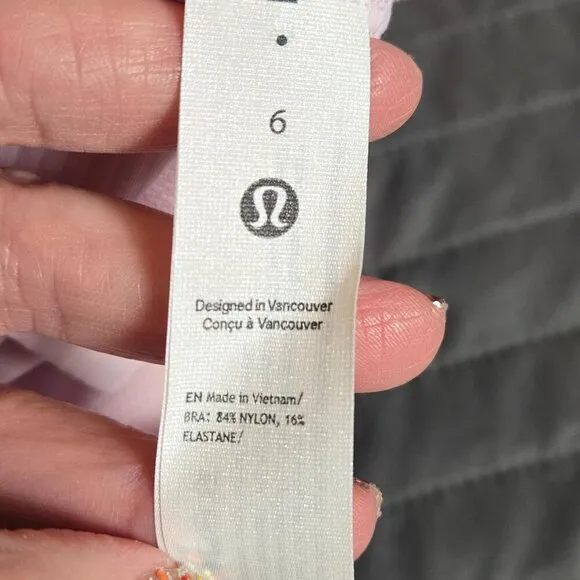 6
Designed in Vancouver
Conçu à Vancouver
EN Made in Vietnam/
BRA: 84% NYLON, 16%
ELASTANE/